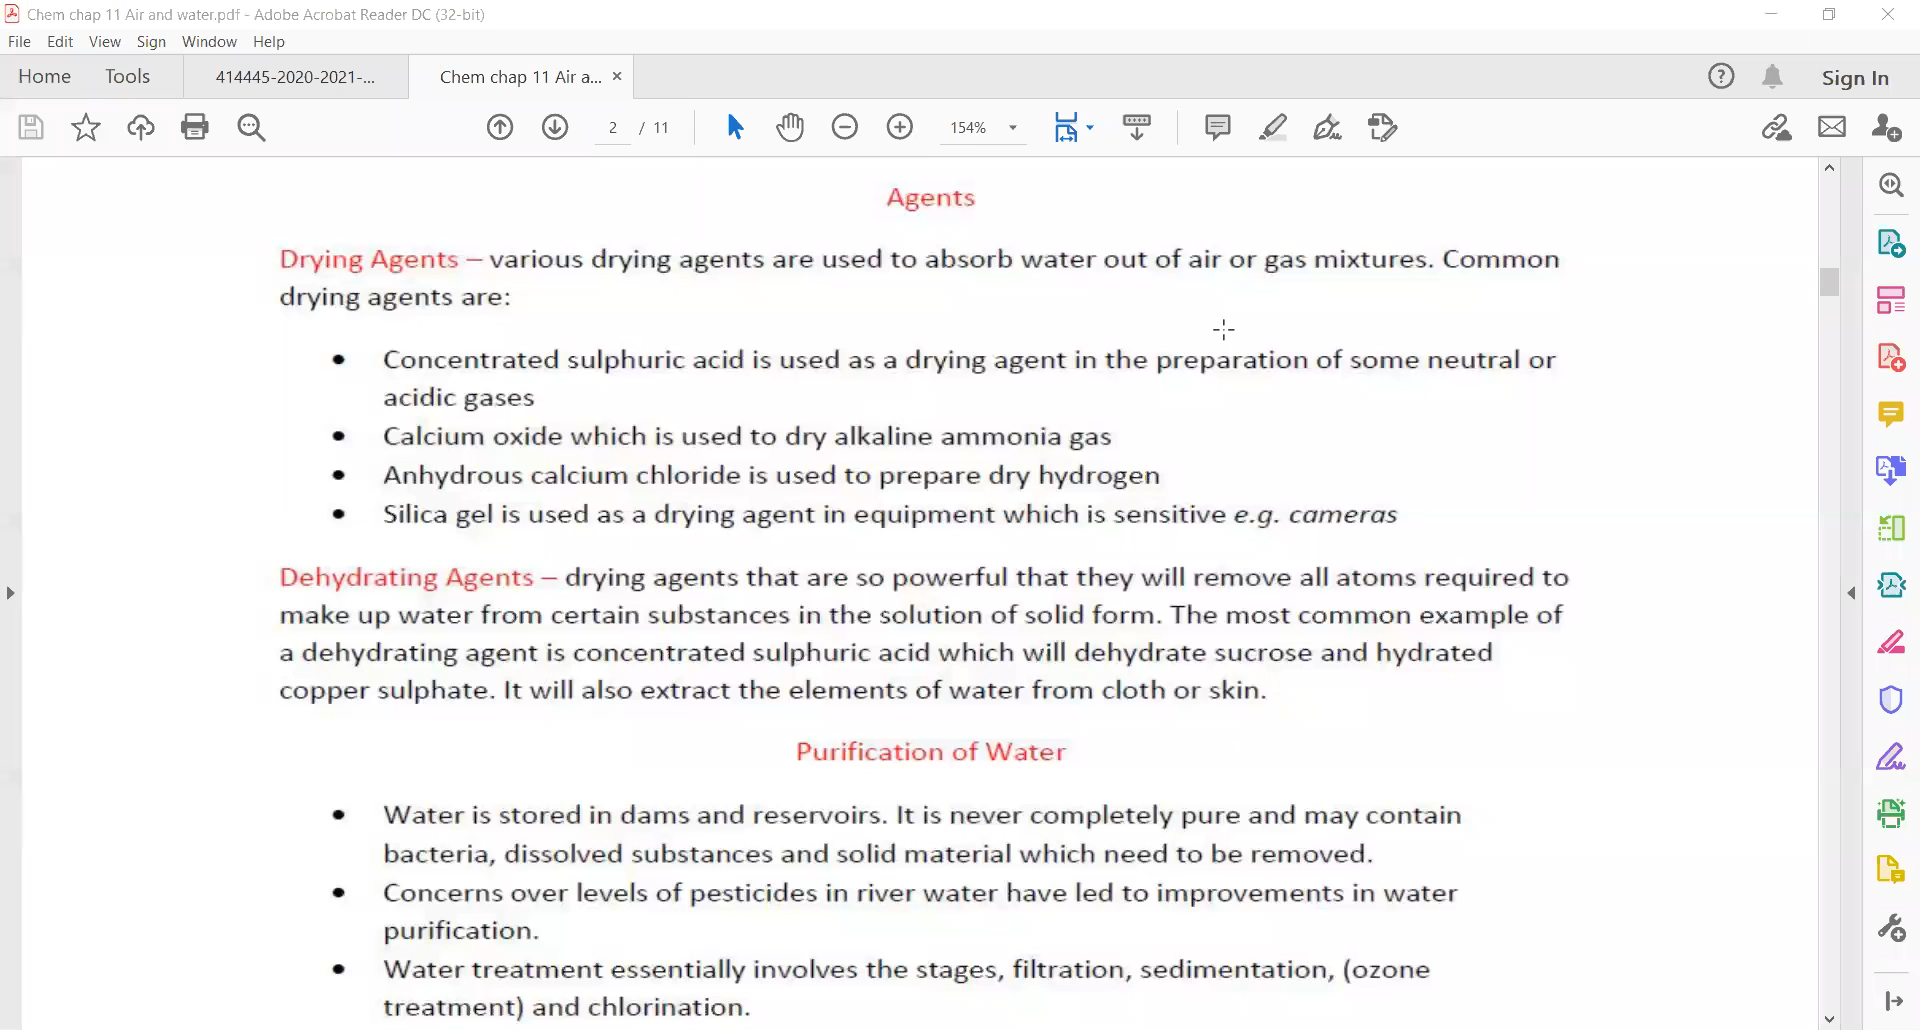 Chem chap 11 Air and water.pdf - Adobe Acrobat Reader DC (32-bit)
File Edit View Sign Window Help
Home Tools 414445-2020-2021-... Chem chap 11 Air a... × Sign In
2 / 11 154%
Agents
Drying Agents – various drying agents are used to absorb water out of air or gas mixtures. Common
drying agents are:
• Concentrated sulphuric acid is used as a drying agent in the preparation of some neutral or
acidic gases
• Calcium oxide which is used to dry alkaline ammonia gas
• Anhydrous calcium chloride is used to prepare dry hydrogen
• Silica gel is used as a drying agent in equipment which is sensitive e.g. cameras
Dehydrating Agents – drying agents that are so powerful that they will remove all atoms required to
make up water from certain substances in the solution of solid form. The most common example of
a dehydrating agent is concentrated sulphuric acid which will dehydrate sucrose and hydrated
copper sulphate. It will also extract the elements of water from cloth or skin.
Purification of Water
• Water is stored in dams and reservoirs. It is never completely pure and may contain
bacteria, dissolved substances and solid material which need to be removed.
• Concerns over levels of pesticides in river water have led to improvements in water
purification.
• Water treatment essentially involves the stages, filtration, sedimentation, (ozone
treatment) and chlorination.